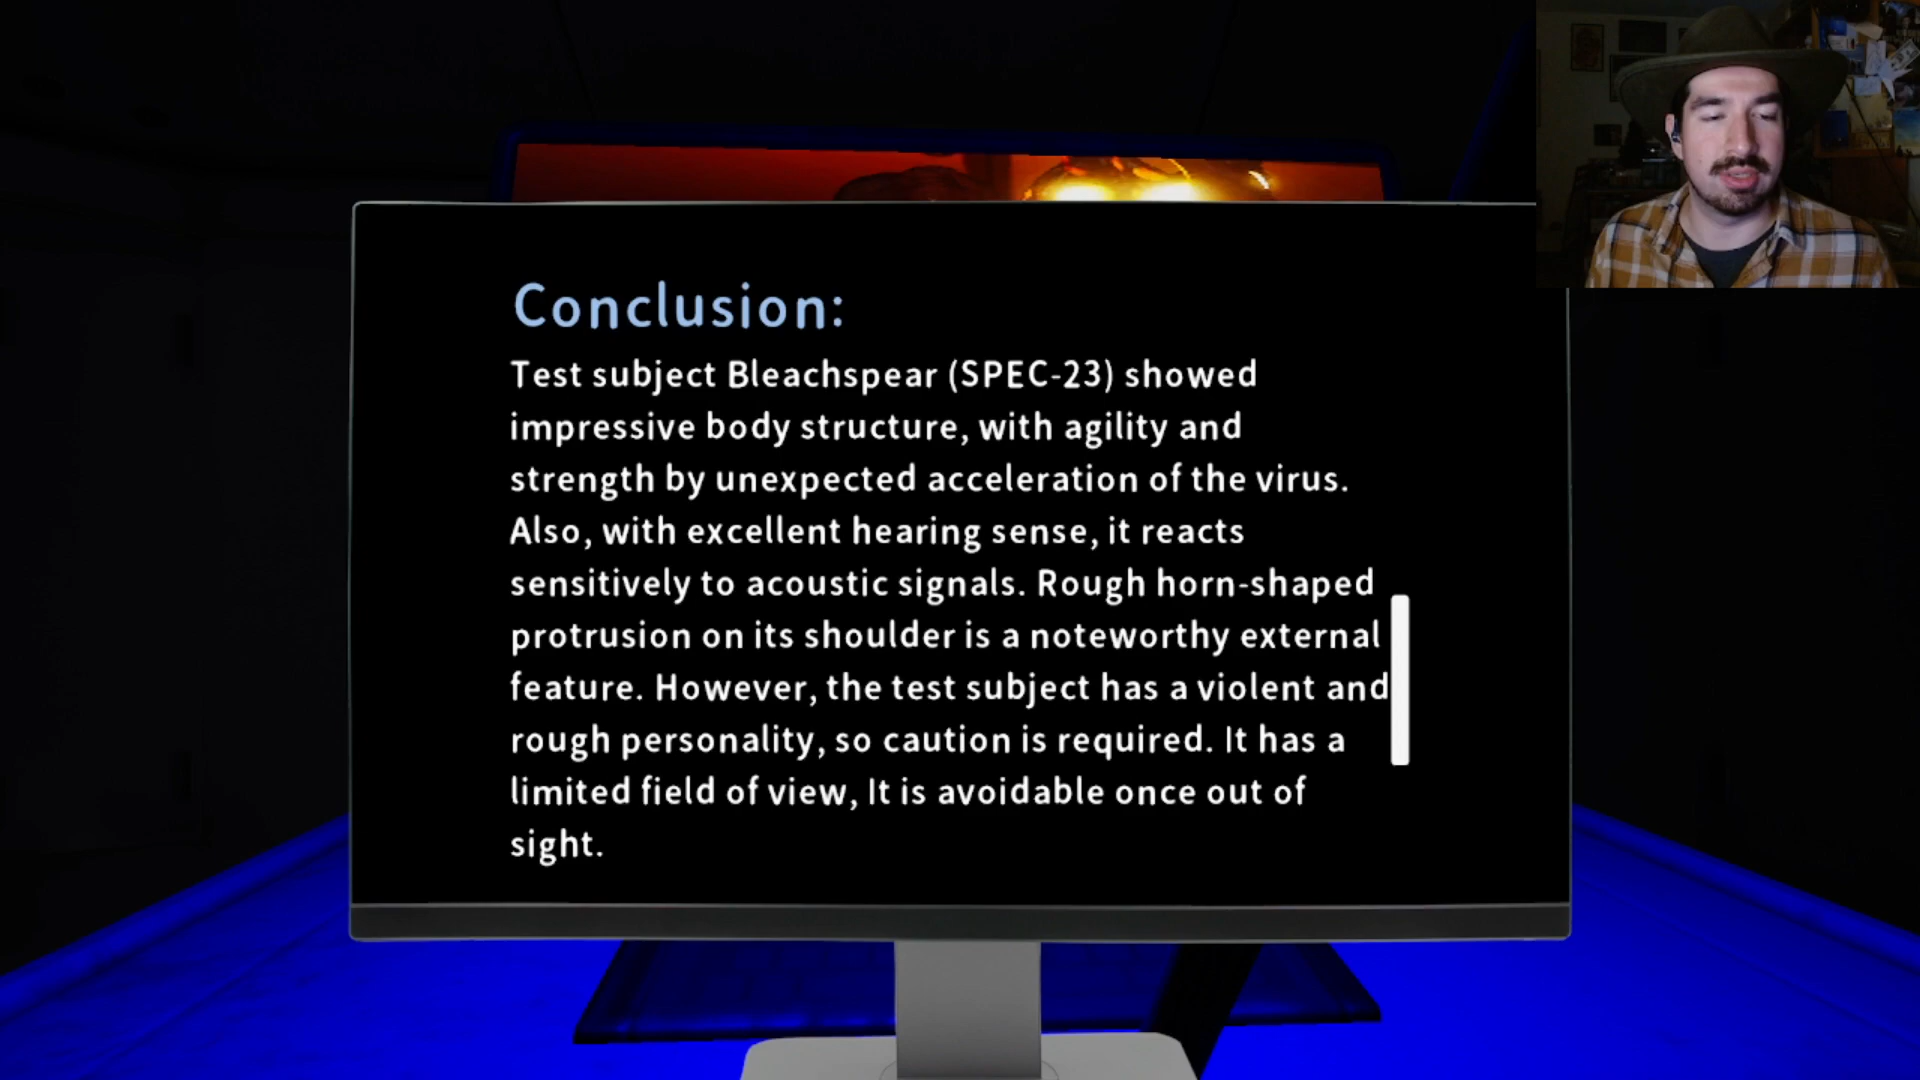 Conclusion:
Test subject Bleachspear (SPEC-23) showed
impressive body structure, with agility and
strength by unexpected acceleration of the virus.
Also, with excellent hearing sense, it reacts
sensitively to acoustic signals. Rough horn-shaped
protrusion on its shoulder is a noteworthy external
feature. However, the test subject has a violent and
rough personality, so caution is required. It has a
limited field of view, It is avoidable once out of
sight.